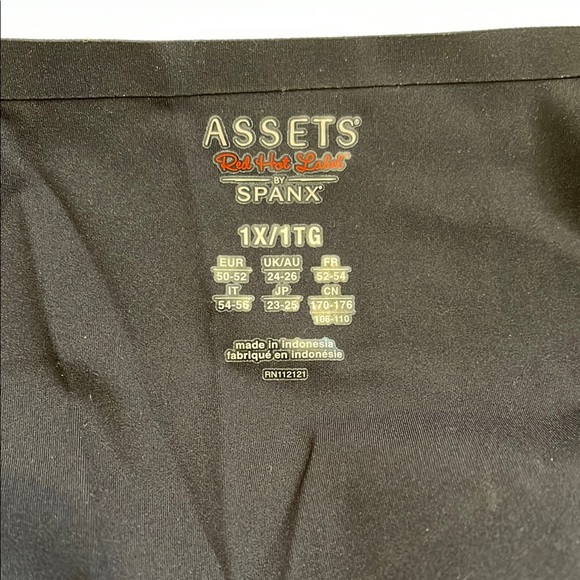 ASSETS®
Red Hot Label®
BY
SPANX®
1X/1TG
EUR UK/AU FR
50-52 24-26 52-54
IT JP CN
54-56 23-25 170-176
106-110
made in indonesia
fabriqué en indonésie
RN112121